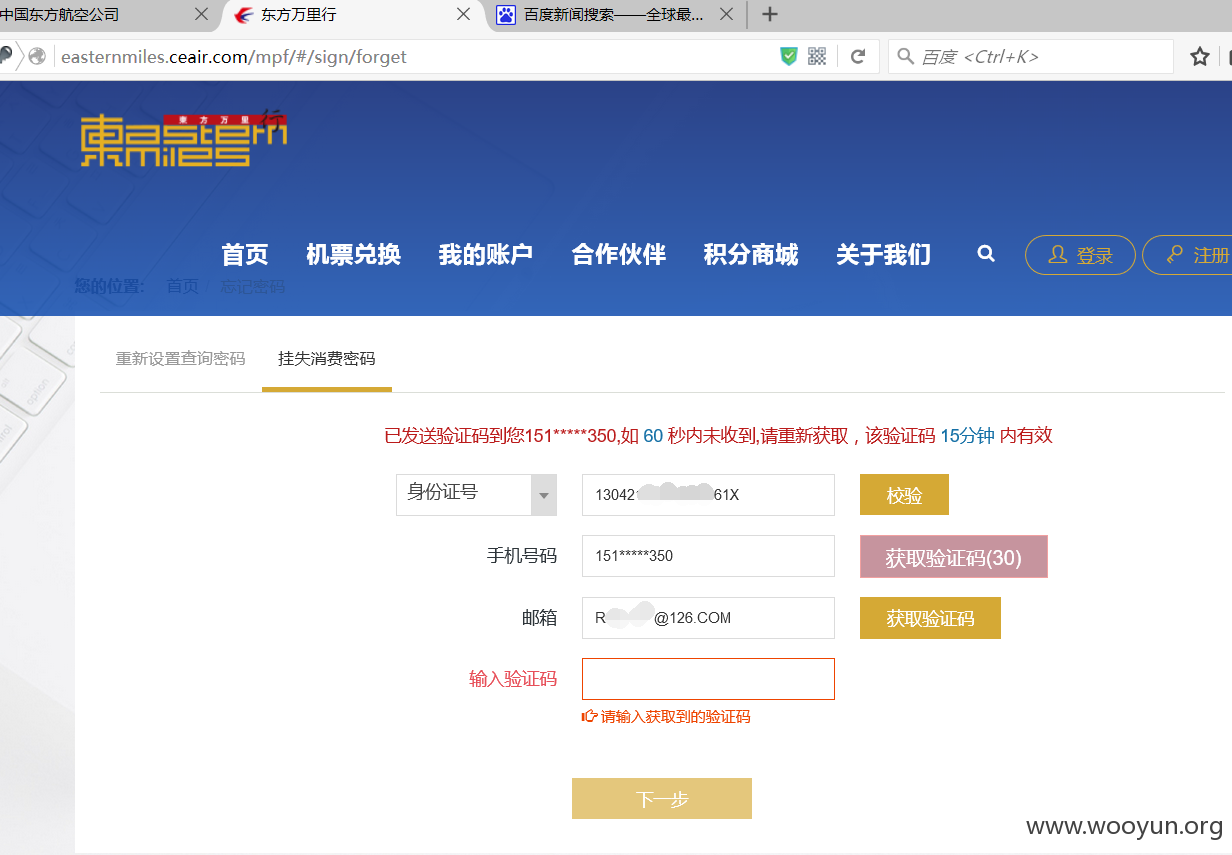 中国东方航空公司
东方万里行
百度新闻搜索——全球最...
easternmiles.ceair.com/mpf/#/sign/forget
百度 <Ctrl+K>
東方万里行
easternmiles
首页 机票兑换 我的账户 合作伙伴 积分商城 关于我们 登录 注册
您的位置: 首页 / 忘记密码
重新设置查询密码 挂失消费密码
已发送验证码到您151*****350,如 60 秒内未收到,请重新获取，该验证码 15分钟 内有效
身份证号 13042 61X 校验
手机号码 151*****350 获取验证码(30)
邮箱 R @126.COM 获取验证码
输入验证码
请输入获取到的验证码
下一步
www.wooyun.org